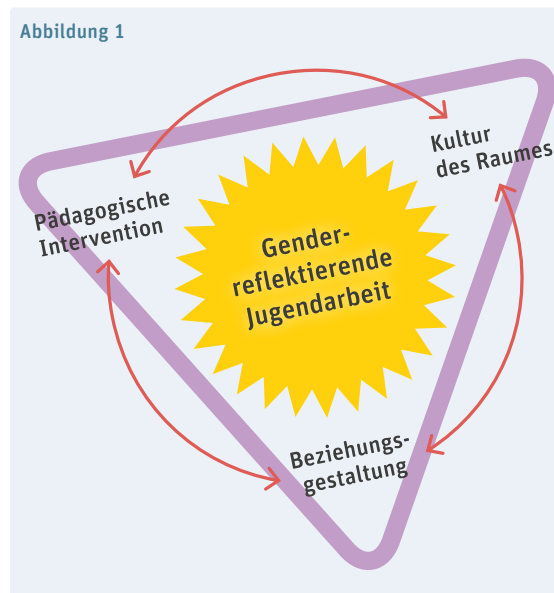 Abbildung 1
Kultur
des Raumes
Pädagogische
Intervention
Gender-
reflektierende
Jugendarbeit
Beziehungs-
gestaltung